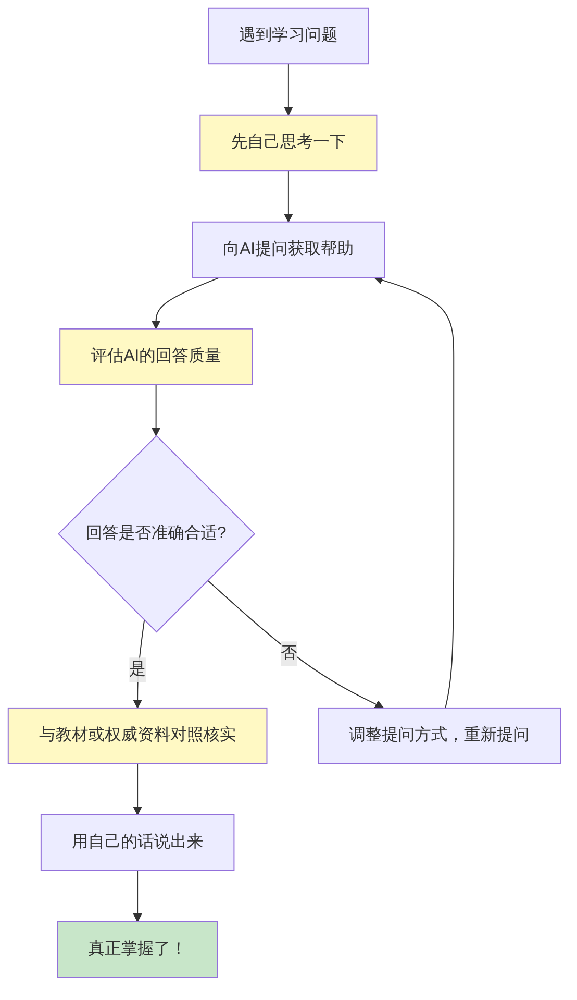 遇到学习问题
先自己思考一下
向AI提问获取帮助
评估AI的回答质量
回答是否准确合适?
否
是
与教材或权威资料对照核实
调整提问方式，重新提问
用自己的话说出来
真正掌握了！